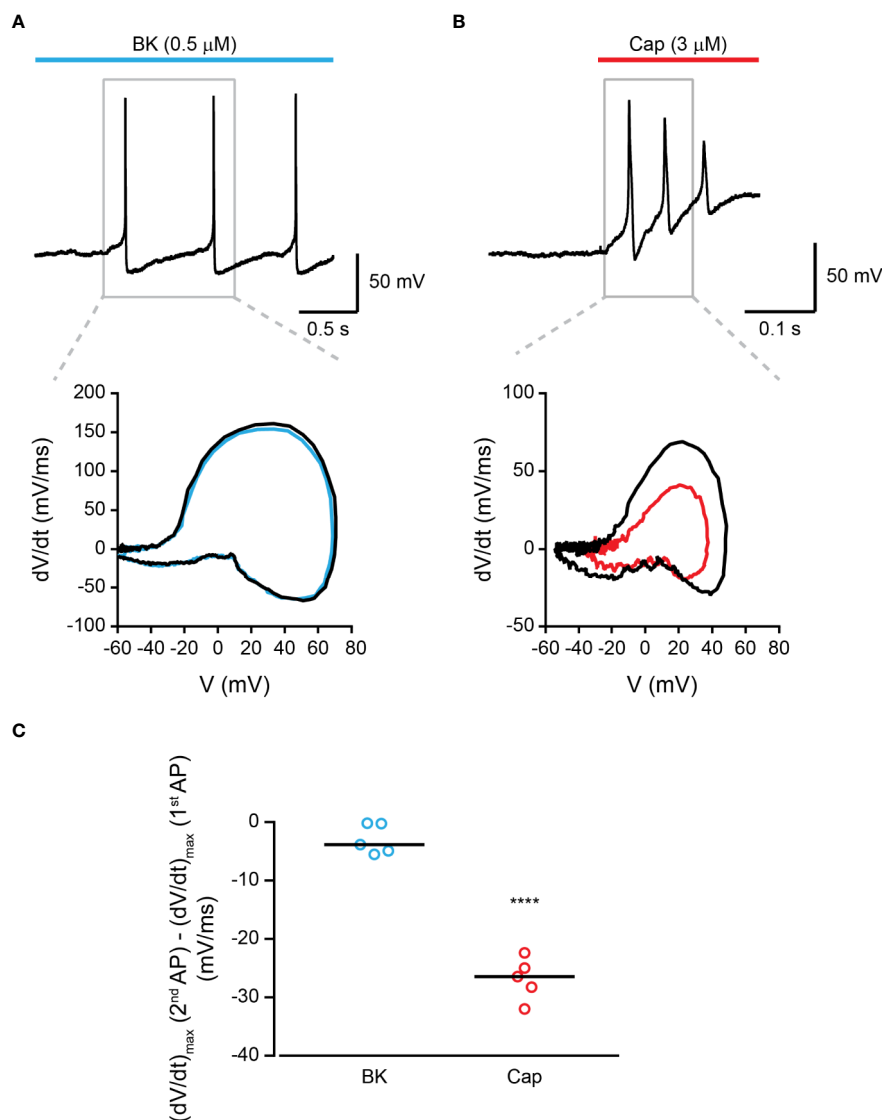 A
BK (0.5 μM)
50 mV
0.5 s
200
150
100
50
0
-50
-100
dV/dt (mV/ms)
-60 -40 -20 0 20 40 60 80
V (mV)
B
Cap (3 μM)
50 mV
0.1 s
100
50
0
-50
dV/dt (mV/ms)
-60 -40 -20 0 20 40 60 80
V (mV)
C
(dV/dt)max (2nd AP) - (dV/dt)max (1st AP)
(mV/ms)
0
-10
-20
-30
-40
****
BK Cap